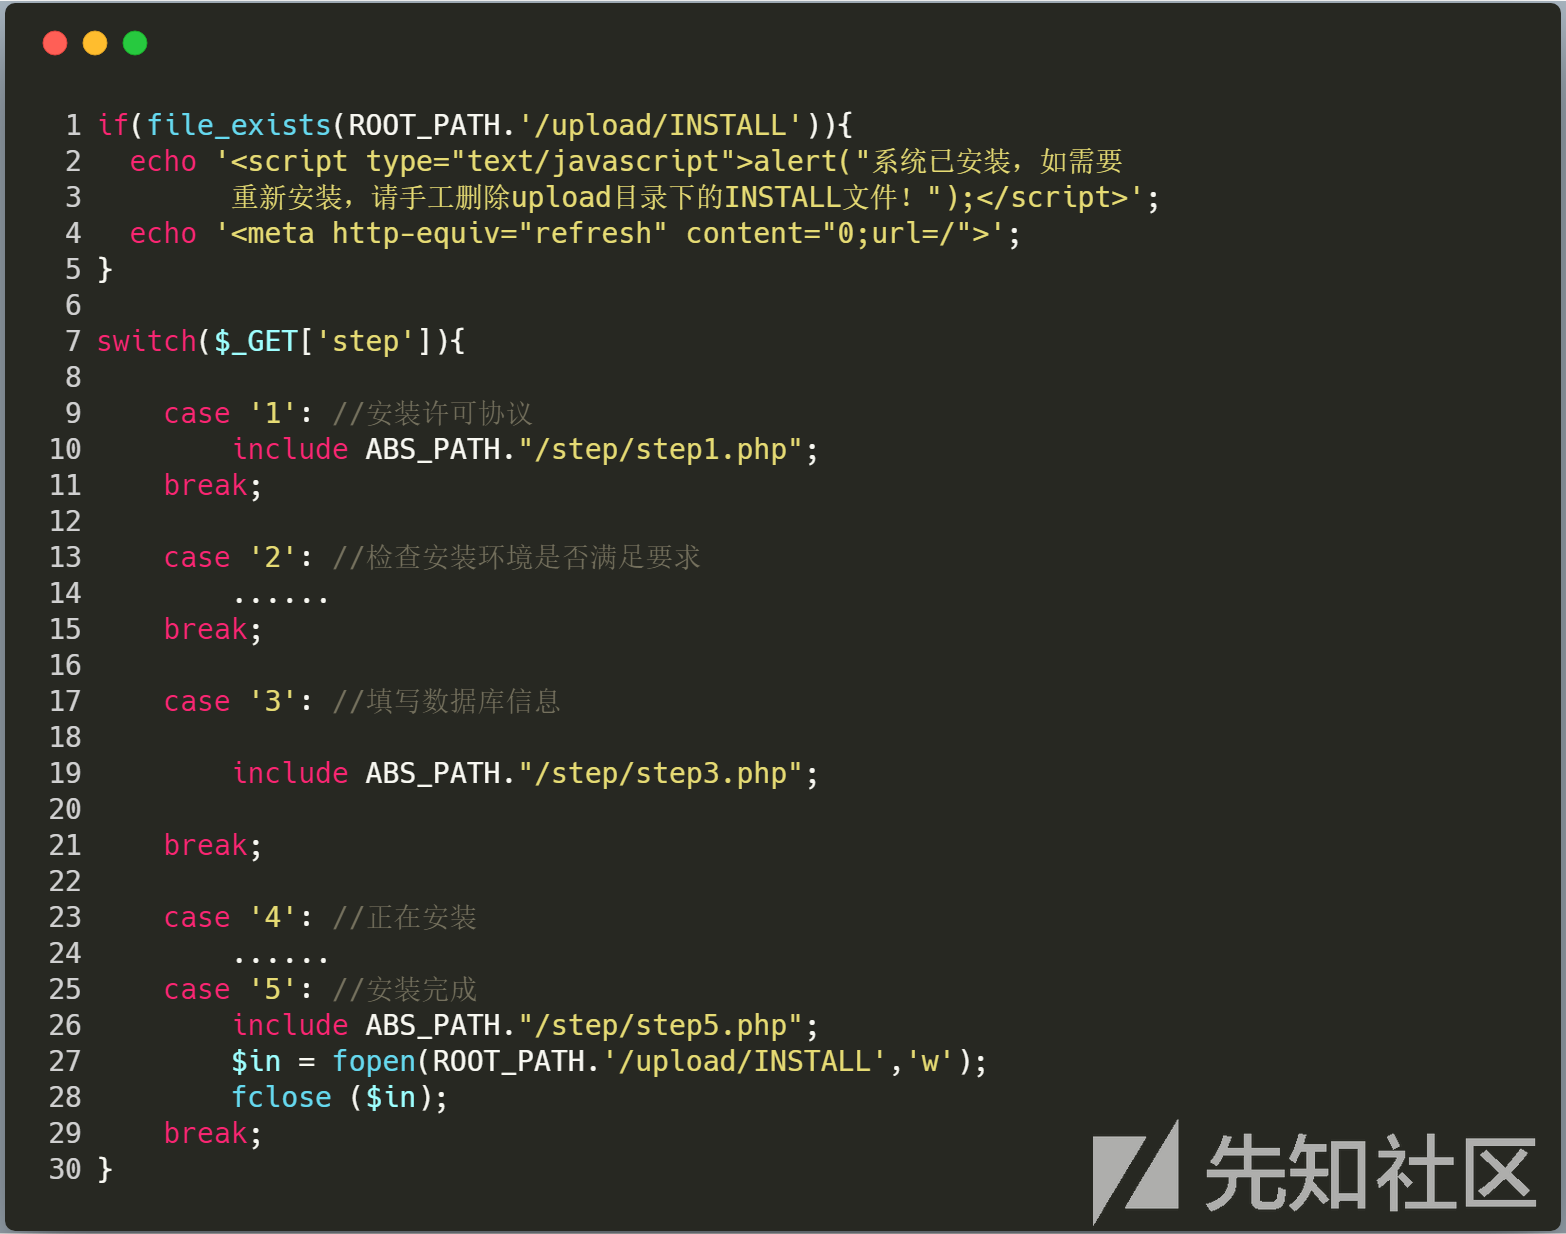 1 if(file_exists(ROOT_PATH.'/upload/INSTALL')){
2   echo '<script type="text/javascript">alert("系统已安装，如需要
3         重新安装，请手工删除upload目录下的INSTALL文件！");</script>';
4   echo '<meta http-equiv="refresh" content="0;url=/">';
5 }
6
7 switch($_GET['step']){
8
9     case '1': //安装许可协议
10         include ABS_PATH."/step/step1.php";
11     break;
12
13     case '2': //检查安装环境是否满足要求
14         ......
15     break;
16
17     case '3': //填写数据库信息
18
19         include ABS_PATH."/step/step3.php";
20
21     break;
22
23     case '4': //正在安装
24         ......
25     case '5': //安装完成
26         include ABS_PATH."/step/step5.php";
27         $in = fopen(ROOT_PATH.'/upload/INSTALL','w');
28         fclose ($in);
29     break;
30 }
先知社区